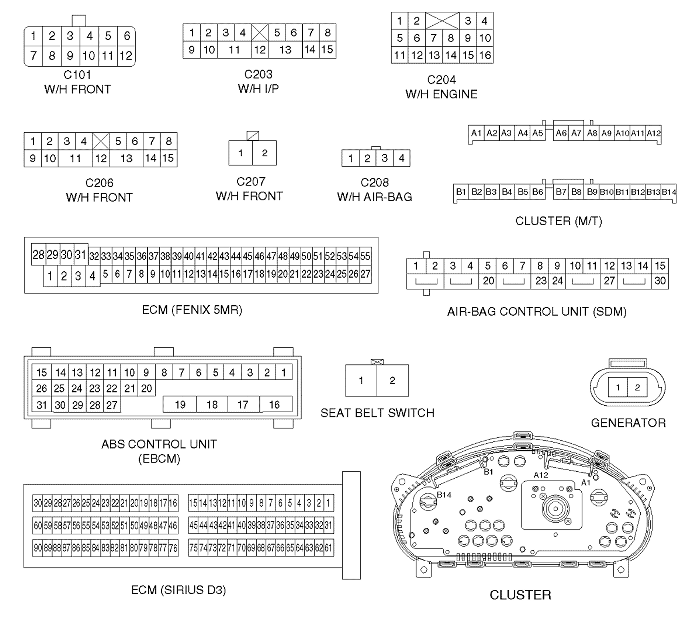 1 2 3 4 5 6
7 8 9 10 11 12
C101
W/H FRONT
1 2 3 4 5 6 7 8
9 10 11 12 13 14 15
C203
W/H I/P
1 2 3 4
5 6 7 8 9 10
11 12 13 14 15 16
C204
W/H ENGINE
1 2 3 4 5 6 7 8
9 10 11 12 13 14 15
C206
W/H FRONT
1 2
C207
W/H FRONT
1 2 3 4
C208
W/H AIR-BAG
A1 A2 A3 A4 A5 A6 A7 A8 A9 A10 A11 A12
B1 B2 B3 B4 B5 B6 B7 B8 B9 B10 B11 B12 B13 B14
CLUSTER (M/T)
28 29 30 31 32 33 34 35 36 37 38 39 40 41 42 43 44 45 46 47 48 49 50 51 52 53 54 55
1 2 3 4 5 6 7 8 9 10 11 12 13 14 15 16 17 18 19 20 21 22 23 24 25 26 27
ECM (FENIX 5MR)
1 2 3 4 5 6 7 8 9 10 11 12 13 14 15
20 23 24 27 30
AIR-BAG CONTROL UNIT (SDM)
15 14 13 12 11 10 9 8 7 6 5 4 3 2 1
26 25 24 23 22 21 20
31 30 29 28 27 19 18 17 16
ABS CONTROL UNIT
(EBCM)
1 2
SEAT BELT SWITCH
1 2
GENERATOR
30 29 28 27 26 25 24 23 22 21 20 19 18 17 16 15 14 13 12 11 10 9 8 7 6 5 4 3 2 1
60 59 58 57 56 55 54 53 52 51 50 49 48 47 46 45 44 43 42 41 40 39 38 37 36 35 34 33 32 31
90 89 88 87 86 85 84 83 82 81 80 79 78 77 76 75 74 73 72 71 70 69 68 67 66 65 64 63 62 61
ECM (SIRIUS D3)
B14 B1 A12 A1
CLUSTER